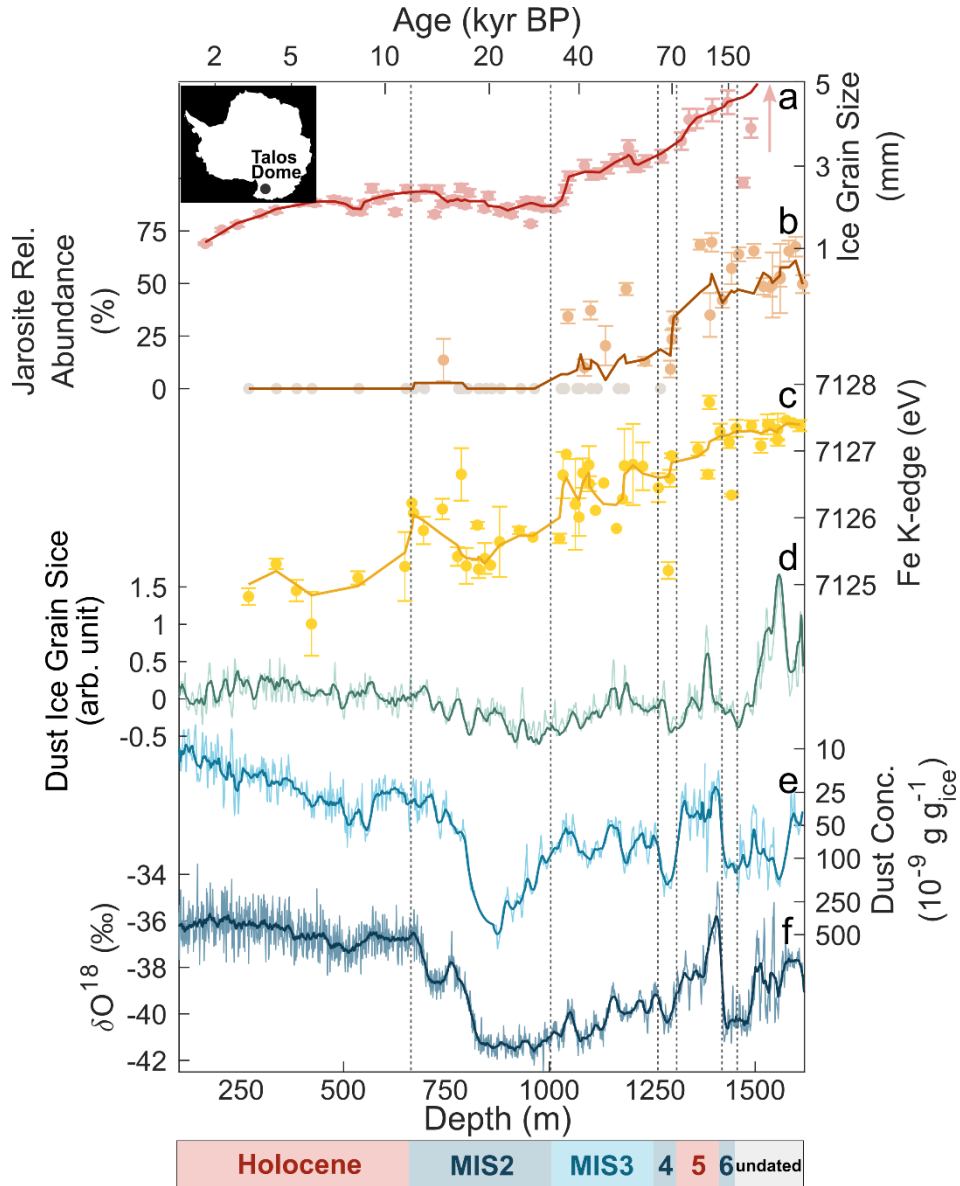 Age (kyr BP)
2 5 10 20 40 70 150
Talos
Dome
a
5
3
1
Ice Grain Size
(mm)
b
75
50
25
0
Jarosite Rel.
Abundance
(%)
c
7128
7127
7126
7125
Fe K-edge (eV)
d
1.5
1
0.5
0
-0.5
Dust Ice Grain Sice
(arb. unit)
e
10
25
50
100
250
500
Dust Conc.
(10⁻⁹ g gᵢ꜀ₑ⁻¹)
f
-34
-36
-38
-40
-42
δO¹⁸ (‰)
250 500 750 1000 1250 1500
Depth (m)
Holocene MIS2 MIS3 4 5 6 undated